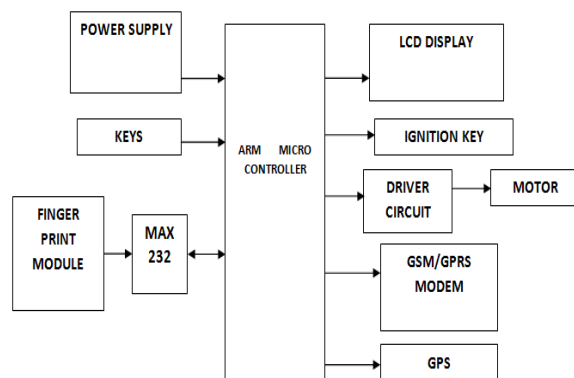 POWER SUPPLY
KEYS
FINGER
PRINT
MODULE
MAX
232
ARM MICRO
CONTROLLER
LCD DISPLAY
IGNITION KEY
DRIVER
CIRCUIT
MOTOR
GSM/GPRS
MODEM
GPS